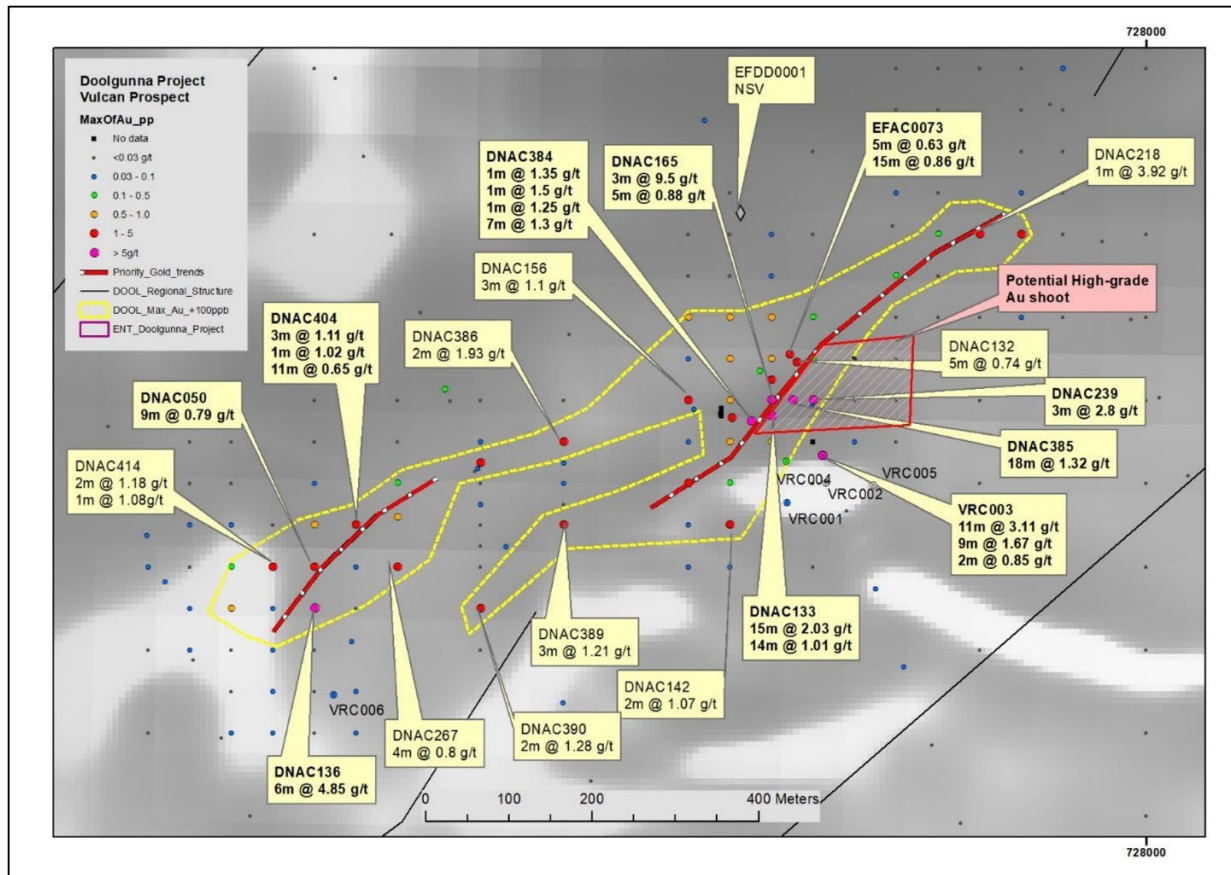 728000
Doolgunna Project
Vulcan Prospect
MaxOfAu_pp
No data
<0.03 g/t
0.03 - 0.1
0.1 - 0.5
0.5 - 1.0
1 - 5
> 5g/t
Priority_Gold_trends
DOOL_Regional_Structure
DOOL_Max_Au_+100ppb
ENT_Doolgunna_Project
EFDD0001
NSV
EFAC0073
5m @ 0.63 g/t
15m @ 0.86 g/t
DNAC384
1m @ 1.35 g/t
1m @ 1.5 g/t
1m @ 1.25 g/t
7m @ 1.3 g/t
DNAC165
3m @ 9.5 g/t
5m @ 0.88 g/t
DNAC218
1m @ 3.92 g/t
DNAC156
3m @ 1.1 g/t
Potential High-grade
Au shoot
DNAC404
3m @ 1.11 g/t
1m @ 1.02 g/t
11m @ 0.65 g/t
DNAC386
2m @ 1.93 g/t
DNAC132
5m @ 0.74 g/t
DNAC050
9m @ 0.79 g/t
DNAC239
3m @ 2.8 g/t
DNAC385
18m @ 1.32 g/t
DNAC414
2m @ 1.18 g/t
1m @ 1.08g/t
VRC004
VRC005
VRC002
VRC001
VRC003
11m @ 3.11 g/t
9m @ 1.67 g/t
2m @ 0.85 g/t
DNAC133
15m @ 2.03 g/t
14m @ 1.01 g/t
DNAC389
3m @ 1.21 g/t
DNAC142
2m @ 1.07 g/t
VRC006
DNAC267
4m @ 0.8 g/t
DNAC390
2m @ 1.28 g/t
DNAC136
6m @ 4.85 g/t
0 100 200 400 Meters
728000